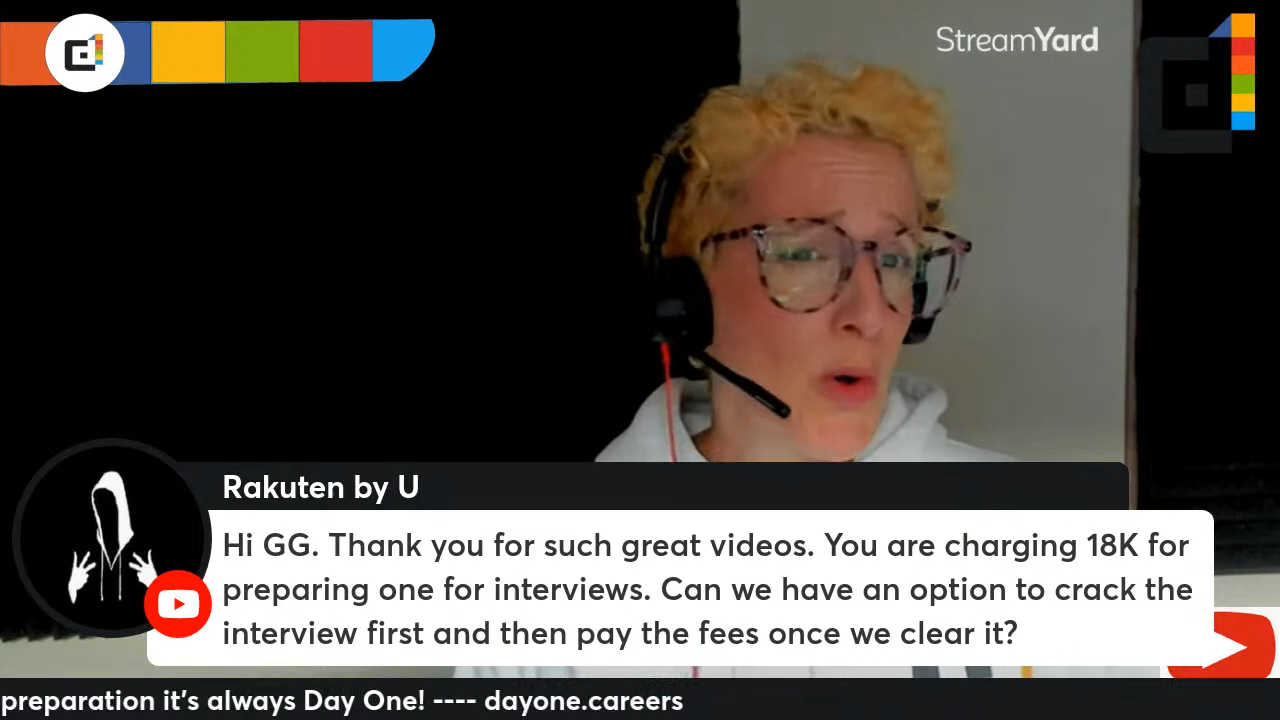 StreamYard
Rakuten by U
Hi GG. Thank you for such great videos. You are charging 18K for
preparing one for interviews. Can we have an option to crack the
interview first and then pay the fees once we clear it?
preparation it's always Day One! ---- dayone.careers